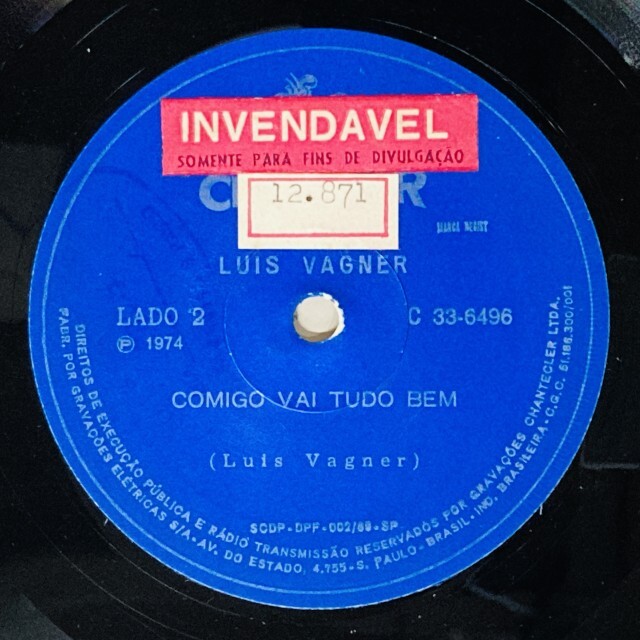 INVENDAVEL
SOMENTE PARA FINS DE DIVULGAÇÃO
12.871
MARCA REGIST
LUIS VAGNER
LADO 2
C 33-6496
℗ 1974
COMIGO VAI TUDO BEM
(Luis Vagner)
SCDP-DPF-002/69-SP
DIREITOS DE EXECUÇÃO PÚBLICA E RÁDIO TRANSMISSÃO RESERVADOS POR GRAVAÇÕES CHANTECLER LTDA.
FABR. POR GRAVAÇÕES ELÉTRICAS S/A-AV. DO ESTADO, 4.755-S. PAULO-BRASIL-IND. BRASILEIRA-C.G.C. 61.186.300/001